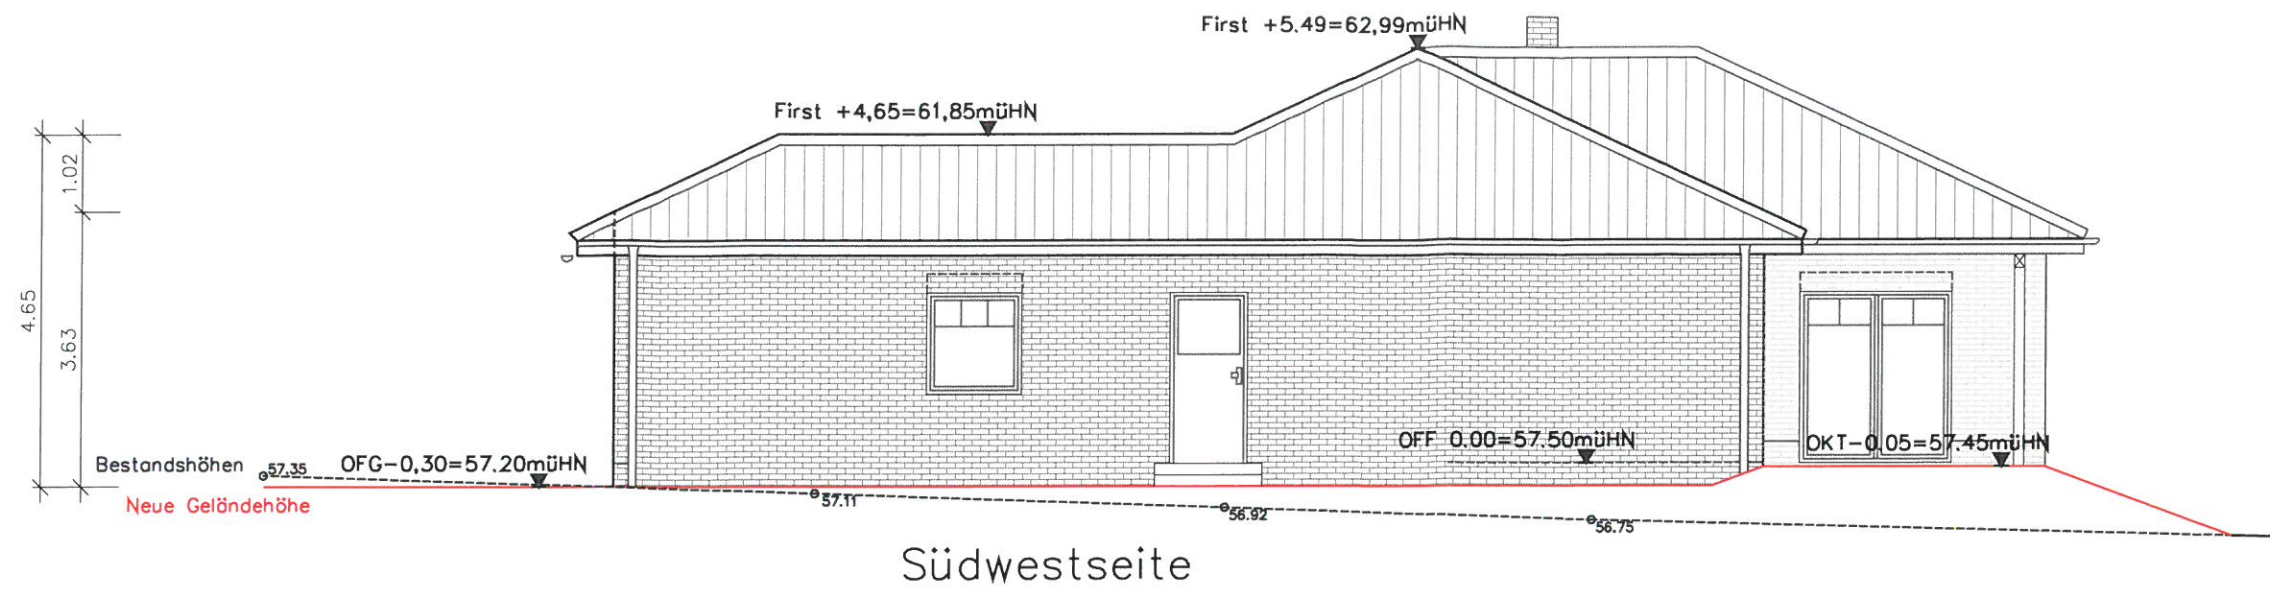 First +5.49=62,99müHN
First +4,65=61,85müHN
1.02
4.65
3.63
OFF 0.00=57.50müHN
OKT-0.05=57.45müHN
Bestandshöhen
57.35
OFG-0,30=57.20müHN
Neue Geländehöhe
57.11
56.92
56.75
Südwestseite